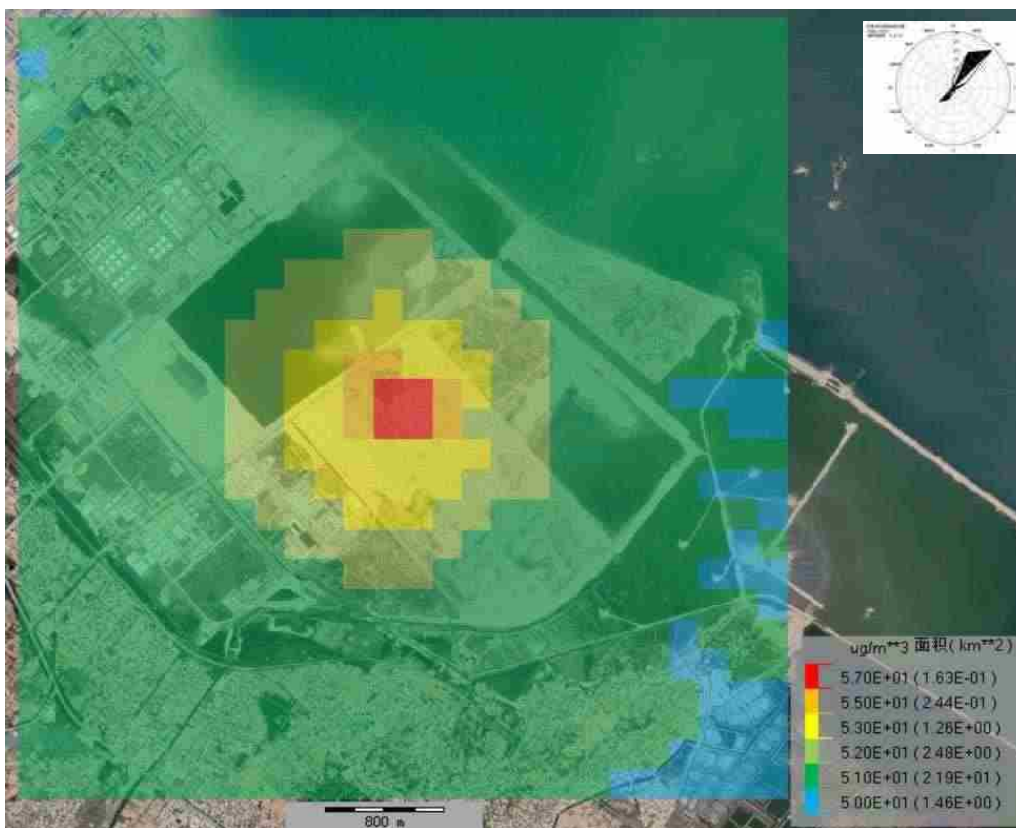 ug/m**3 面积(km**2)
5.70E+01 (1.63E-01)
5.50E+01 (2.44E-01)
5.30E+01 (1.26E+00)
5.20E+01 (2.48E+00)
5.10E+01 (2.19E+01)
5.00E+01 (1.46E+00)
800 m